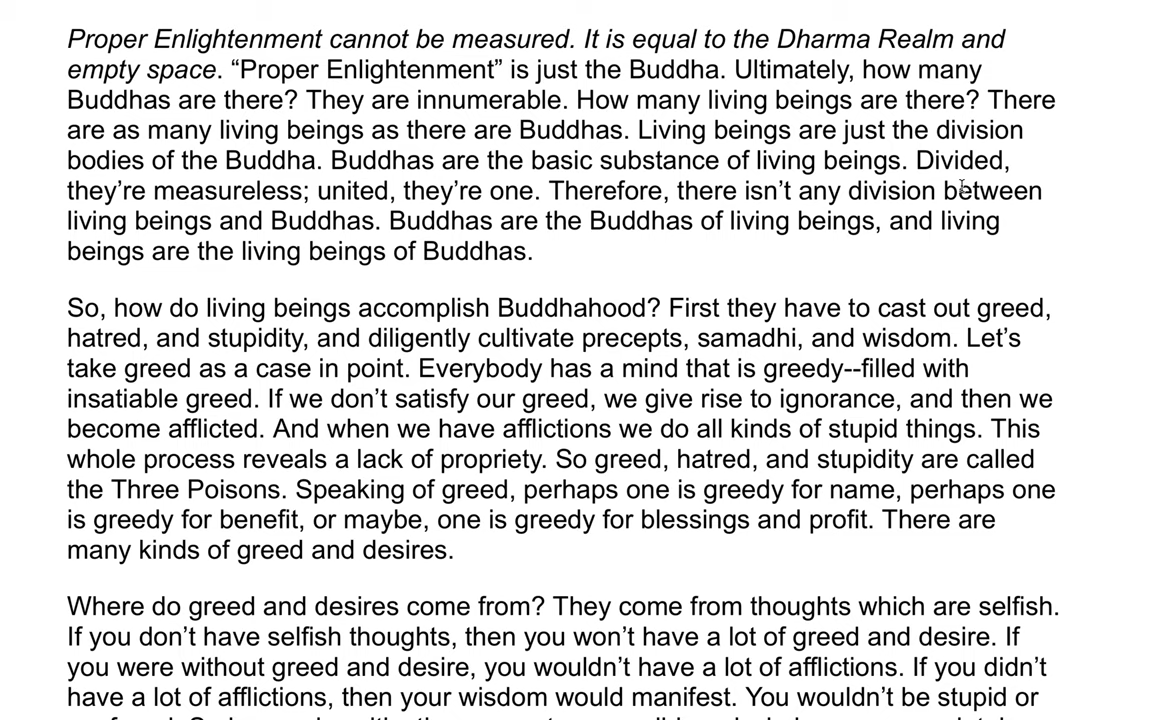 Proper Enlightenment cannot be measured. It is equal to the Dharma Realm and
empty space. “Proper Enlightenment” is just the Buddha. Ultimately, how many
Buddhas are there? They are innumerable. How many living beings are there? There
are as many living beings as there are Buddhas. Living beings are just the division
bodies of the Buddha. Buddhas are the basic substance of living beings. Divided,
they’re measureless; united, they’re one. Therefore, there isn’t any division between
living beings and Buddhas. Buddhas are the Buddhas of living beings, and living
beings are the living beings of Buddhas.
So, how do living beings accomplish Buddhahood? First they have to cast out greed,
hatred, and stupidity, and diligently cultivate precepts, samadhi, and wisdom. Let’s
take greed as a case in point. Everybody has a mind that is greedy--filled with
insatiable greed. If we don’t satisfy our greed, we give rise to ignorance, and then we
become afflicted. And when we have afflictions we do all kinds of stupid things. This
whole process reveals a lack of propriety. So greed, hatred, and stupidity are called
the Three Poisons. Speaking of greed, perhaps one is greedy for name, perhaps one
is greedy for benefit, or maybe, one is greedy for blessings and profit. There are
many kinds of greed and desires.
Where do greed and desires come from? They come from thoughts which are selfish.
If you don’t have selfish thoughts, then you won’t have a lot of greed and desire. If
you were without greed and desire, you wouldn’t have a lot of afflictions. If you didn’t
have a lot of afflictions, then your wisdom would manifest. You wouldn’t be stupid or